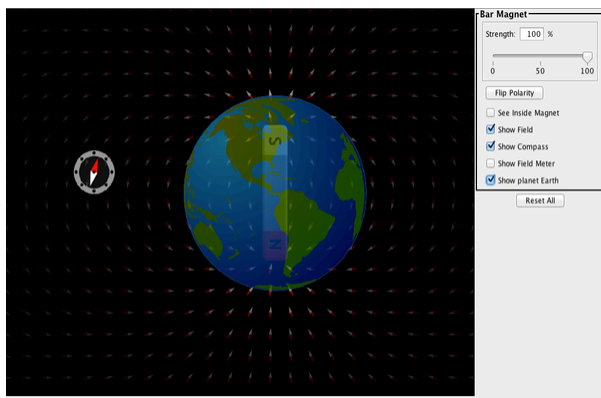 Bar Magnet
Strength: 100 %
0 50 100
Flip Polarity
See Inside Magnet
Show Field
Show Compass
Show Field Meter
Show planet Earth
Reset All
S
N